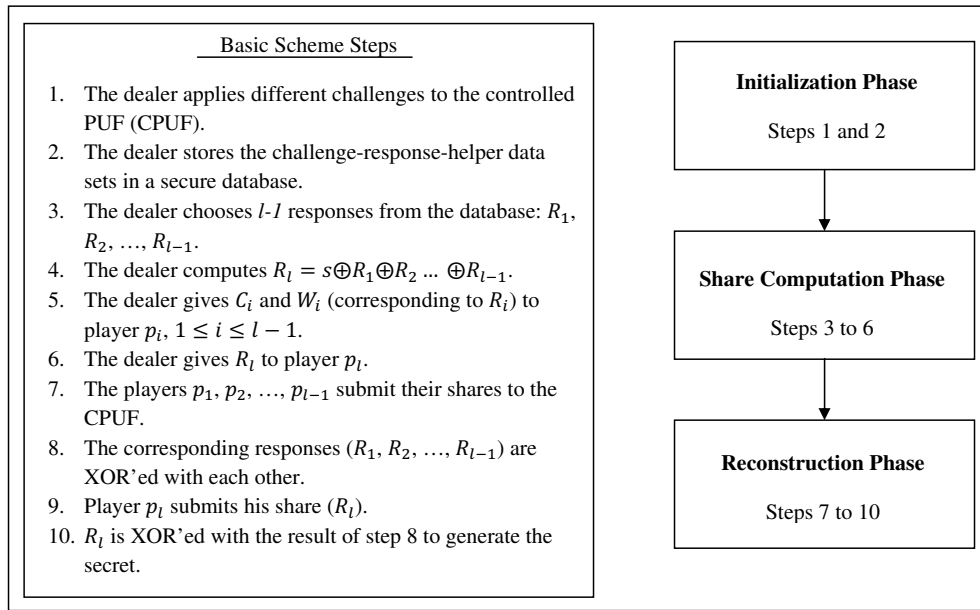 Basic Scheme Steps
1. The dealer applies different challenges to the controlled
PUF (CPUF).
2. The dealer stores the challenge-response-helper data
sets in a secure database.
3. The dealer chooses l-1 responses from the database: R₁,
R₂, …, Rₗ₋₁.
4. The dealer computes Rₗ = s⊕R₁⊕R₂ … ⊕Rₗ₋₁.
5. The dealer gives Cᵢ and Wᵢ (corresponding to Rᵢ) to
player pᵢ, 1 ≤ i ≤ l − 1.
6. The dealer gives Rₗ to player pₗ.
7. The players p₁, p₂, …, pₗ₋₁ submit their shares to the
CPUF.
8. The corresponding responses (R₁, R₂, …, Rₗ₋₁) are
XOR'ed with each other.
9. Player pₗ submits his share (Rₗ).
10. Rₗ is XOR'ed with the result of step 8 to generate the
secret.
Initialization Phase
Steps 1 and 2
Share Computation Phase
Steps 3 to 6
Reconstruction Phase
Steps 7 to 10